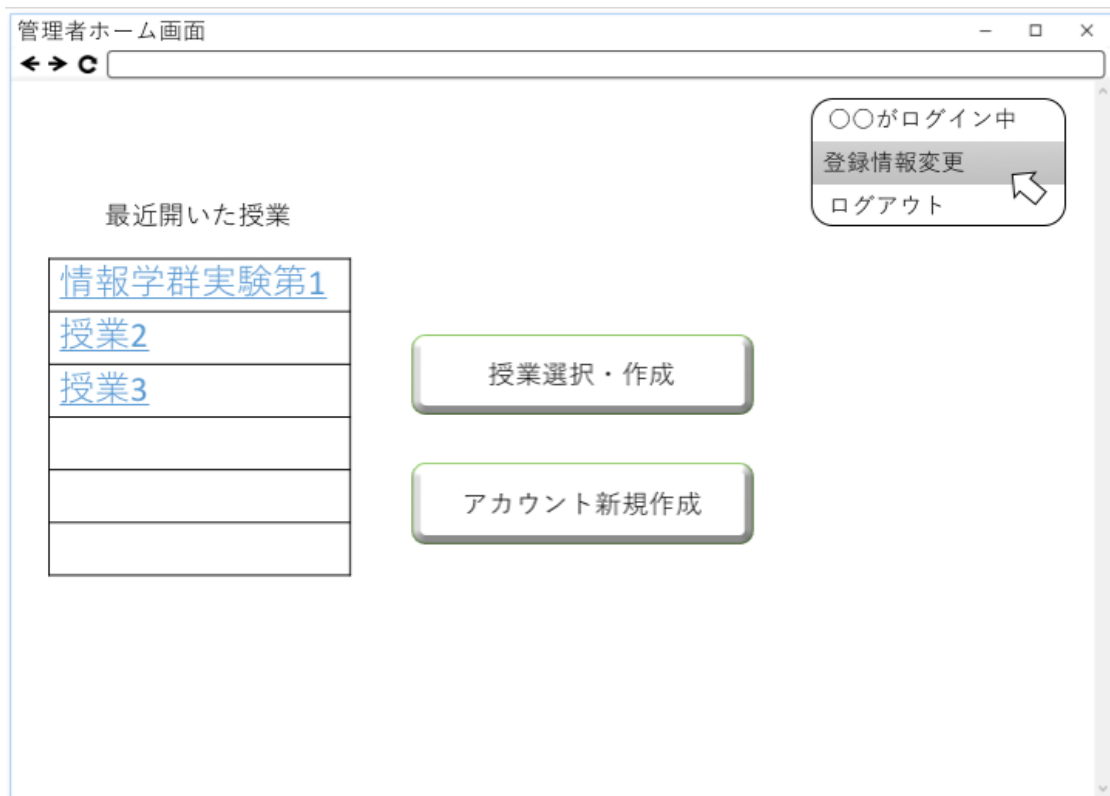 管理者ホーム画面
〇〇がログイン中
登録情報変更
ログアウト
最近開いた授業
情報学群実験第1
授業2
授業3
授業選択・作成
アカウント新規作成